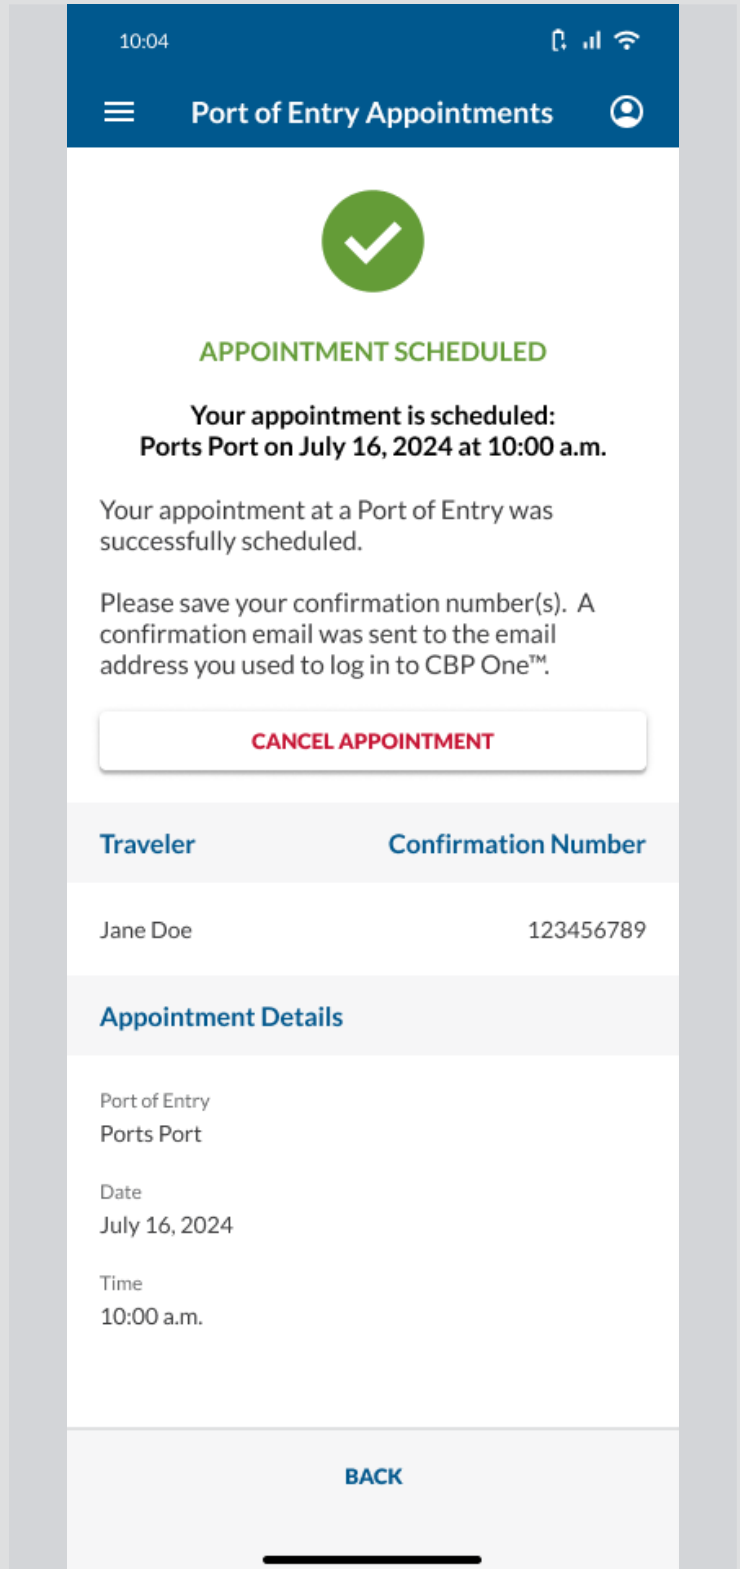 10:04
Port of Entry Appointments
APPOINTMENT SCHEDULED
Your appointment is scheduled:
Ports Port on July 16, 2024 at 10:00 a.m.
Your appointment at a Port of Entry was
successfully scheduled.
Please save your confirmation number(s).  A
confirmation email was sent to the email
address you used to log in to CBP One™.
CANCEL APPOINTMENT
Traveler Confirmation Number
Jane Doe 123456789
Appointment Details
Port of Entry
Ports Port
Date
July 16, 2024
Time
10:00 a.m.
BACK